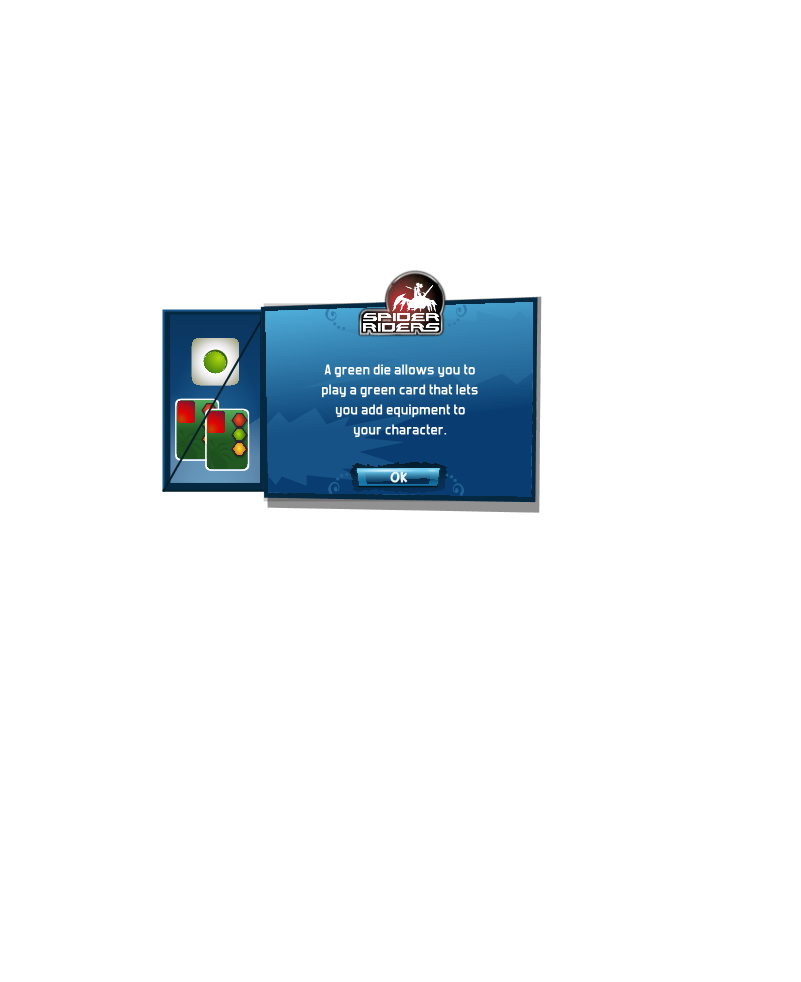 SPIDER
RIDERS
A green die allows you to
play a green card that lets
you add equipment to
your character.
OK